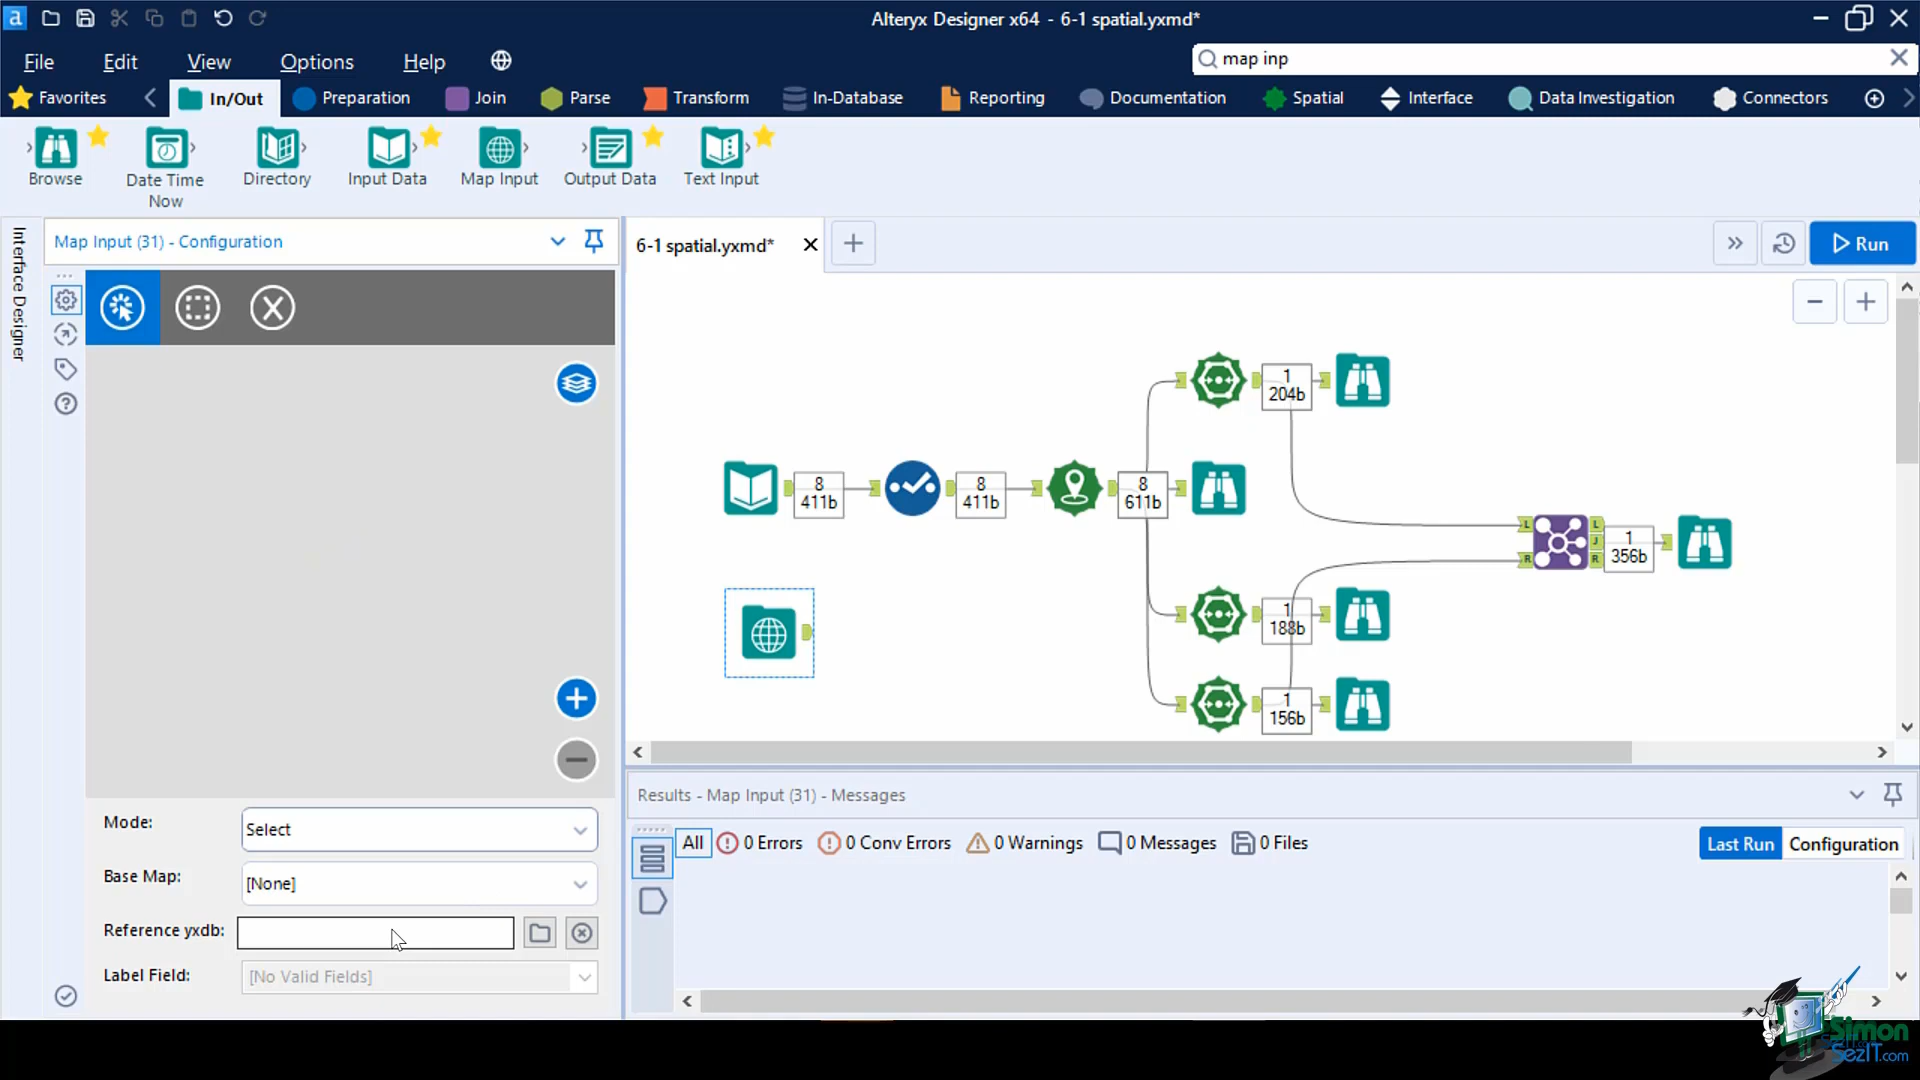 a
Alteryx Designer x64 - 6-1 spatial.yxmd*
File Edit View Options Help
map inp
Favorites In/Out Preparation Join Parse Transform In-Database Reporting Documentation Spatial Interface Data Investigation Connectors
Browse Date Time Now Directory Input Data Map Input Output Data Text Input
Interface Designer
Map Input (31) - Configuration
6-1 spatial.yxmd*
Run
1
204b
8
411b
8
411b
8
611b
L
R
L
J
R
1
356b
1
188b
1
156b
Mode: Select
Base Map: [None]
Reference yxdb:
Label Field: [No Valid Fields]
Results - Map Input (31) - Messages
All 0 Errors 0 Conv Errors 0 Warnings 0 Messages 0 Files Last Run Configuration
Simon
SezIT.com